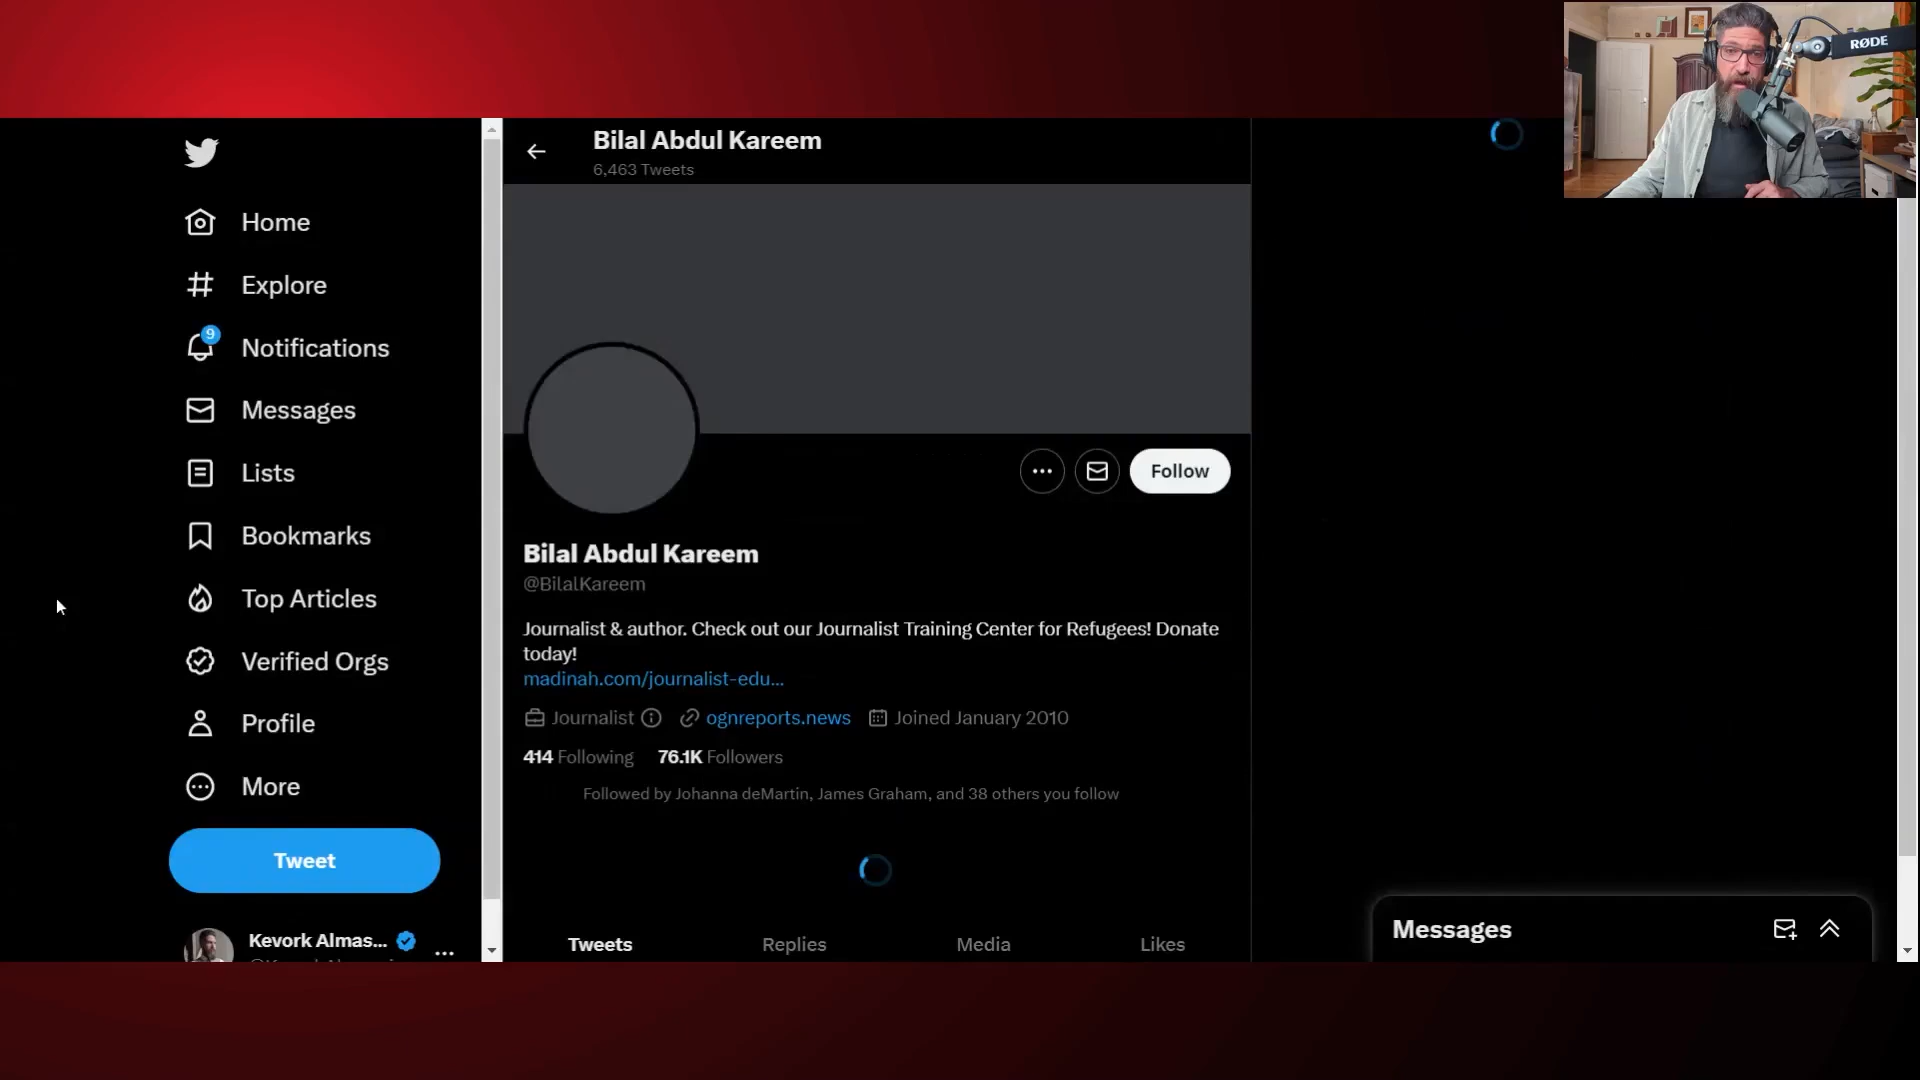 RØDE
Bilal Abdul Kareem
6,463 Tweets
Home
Explore
9
Notifications
Messages
Lists
Bookmarks
Top Articles
Verified Orgs
Profile
More
Tweet
Kevork Almas...
Follow
Bilal Abdul Kareem
@BilalKareem
Journalist & author. Check out our Journalist Training Center for Refugees! Donate
today!
madinah.com/journalist-edu...
Journalist ognreports.news Joined January 2010
414 Following 76.1K Followers
Followed by Johanna deMartin, James Graham, and 38 others you follow
Tweets Replies Media Likes
Messages